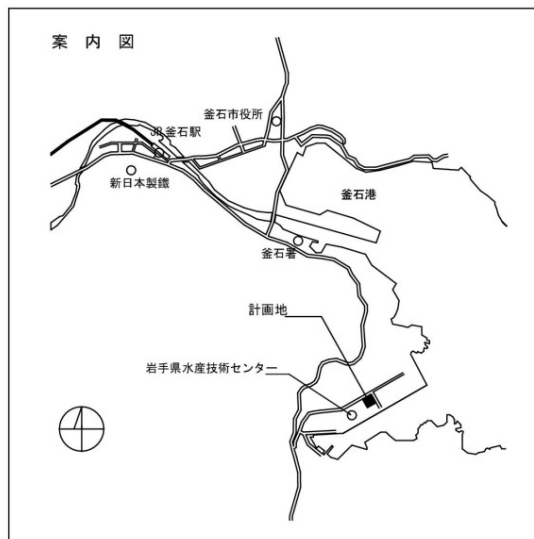 案内図
釜石市役所
JR釜石駅
新日本製鐵
釜石港
釜石署
計画地
岩手県水産技術センター